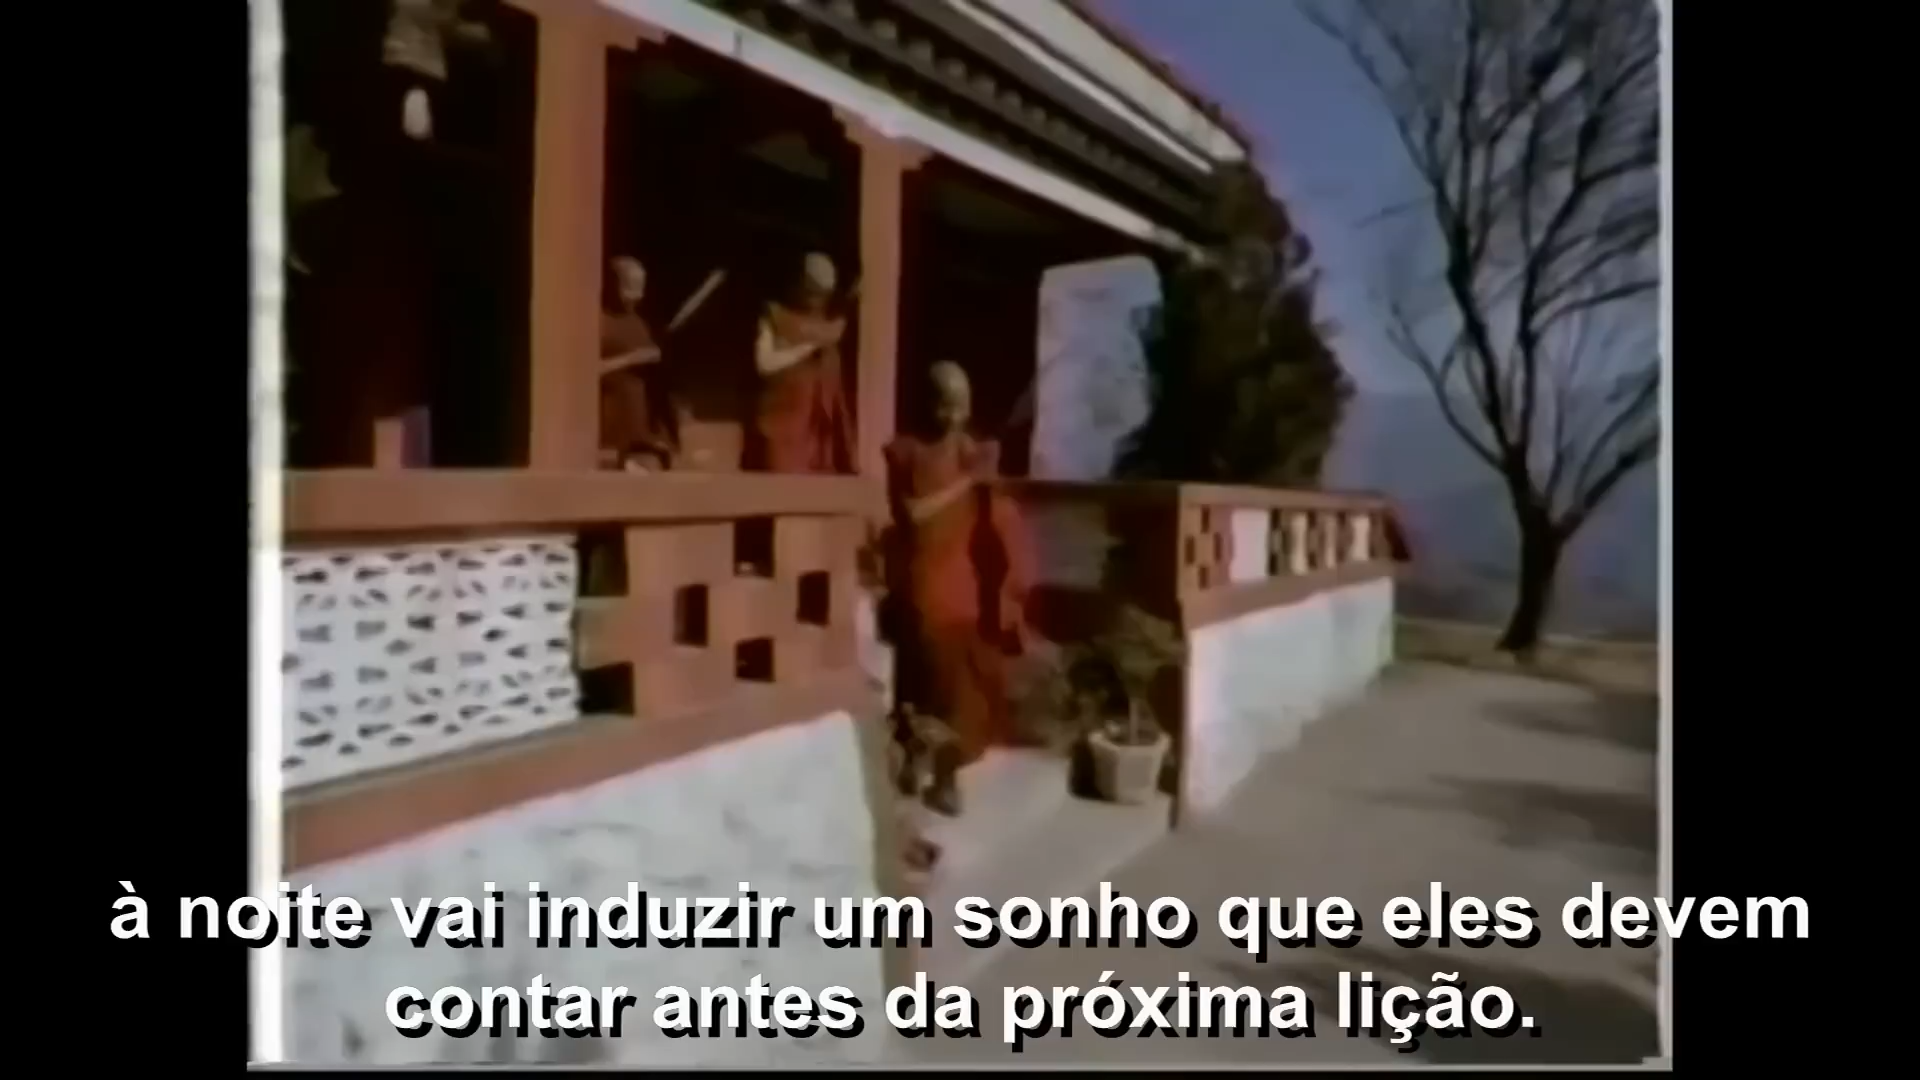 à noite vai induzir um sonho que eles devem
contar antes da próxima lição.